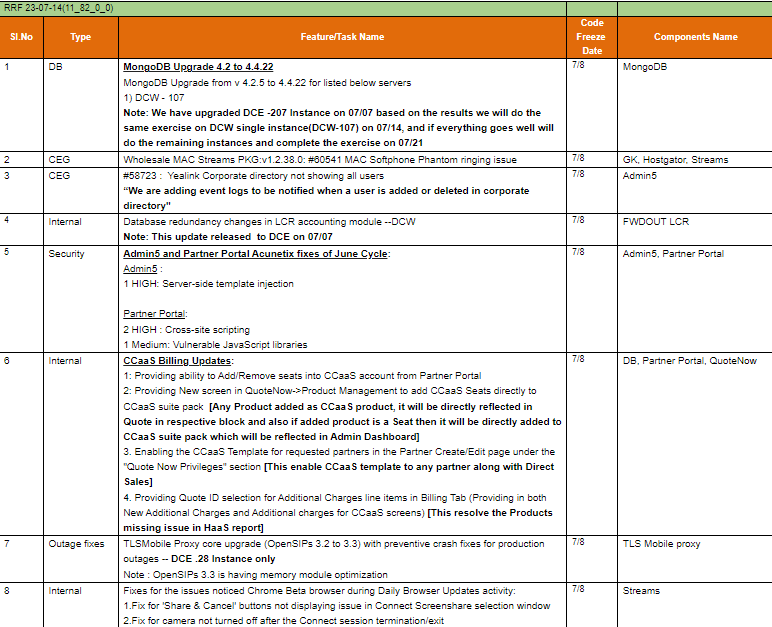 RRF 23-07-14(11_82_0_0)
Sl.No Type Feature/Task Name Code Freeze Date Components Name
1 DB MongoDB Upgrade 4.2 to 4.4.22 7/8 MongoDB
MongoDB Upgrade from v 4.2.5 to 4.4.22 for listed below servers
1) DCW - 107
Note: We have upgraded DCE -207 Instance on 07/07 based on the results we will do the
same exercise on DCW single instance(DCW-107) on 07/14, and if everything goes well will
do the remaining instances and complete the exercise on 07/21
2 CEG Wholesale MAC Streams PKG:v1.2.38.0: #60541 MAC Softphone Phantom ringing issue 7/8 GK, Hostgator, Streams
3 CEG #58723 : Yealink Corporate directory not showing all users 7/8 Admin5
"We are adding event logs to be notified when a user is added or deleted in corporate
directory"
4 Internal Database redundancy changes in LCR accounting module --DCW 7/8 FWDOUT LCR
Note: This update released to DCE on 07/07
5 Security Admin5 and Partner Portal Acunetix fixes of June Cycle: 7/8 Admin5, Partner Portal
Admin5 :
1 HIGH: Server-side template injection
Partner Portal:
2 HIGH : Cross-site scripting
1 Medium: Vulnerable JavaScript libraries
6 Internal CCaaS Billing Updates: 7/8 DB, Partner Portal, QuoteNow
1: Providing ability to Add/Remove seats into CCaaS account from Partner Portal
2: Providing New screen in QuoteNow->Product Management to add CCaaS Seats directly to
CCaaS suite pack [Any Product added as CCaaS product, it will be directly reflected in
Quote in respective block and also if added product is a Seat then it will be directly added to
CCaaS suite pack which will be reflected in Admin Dashboard]
3. Enabling the CCaaS Template for requested partners in the Partner Create/Edit page under the
"Quote Now Privileges" section [This enable CCaaS template to any partner along with Direct
Sales]
4. Providing Quote ID selection for Additional Charges line items in Billing Tab (Providing in both
New Additional Charges and Additional charges for CCaaS screens) [This resolve the Products
missing issue in HaaS report]
7 Outage fixes TLSMobile Proxy core upgrade (OpenSIPs 3.2 to 3.3) with preventive crash fixes for production 7/8 TLS Mobile proxy
outages -- DCE .28 Instance only
Note : OpenSIPs 3.3 is having memory module optimization
8 Internal Fixes for the issues noticed Chrome Beta browser during Daily Browser Updates activity: 7/8 Streams
1.Fix for 'Share & Cancel' buttons not displaying issue in Connect Screenshare selection window
2.Fix for camera not turned off after the Connect session termination/exit